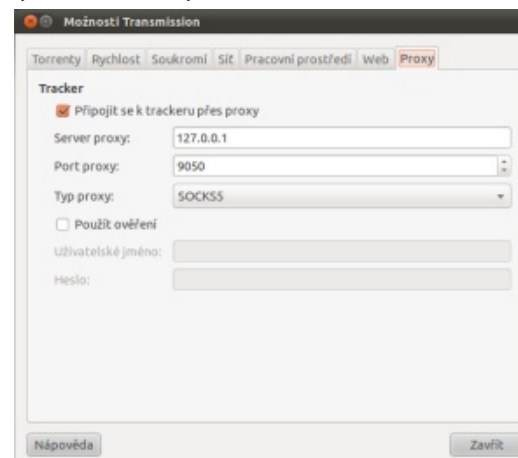 Možnosti Transmission
Torrenty Rychlost Soukromí Síť Pracovní prostředí Web Proxy
Tracker
Připojit se k trackeru přes proxy
Server proxy: 127.0.0.1
Port proxy: 9050
Typ proxy: SOCKS5
Použít ověření
Uživatelské jméno:
Heslo:
Nápověda Zavřít